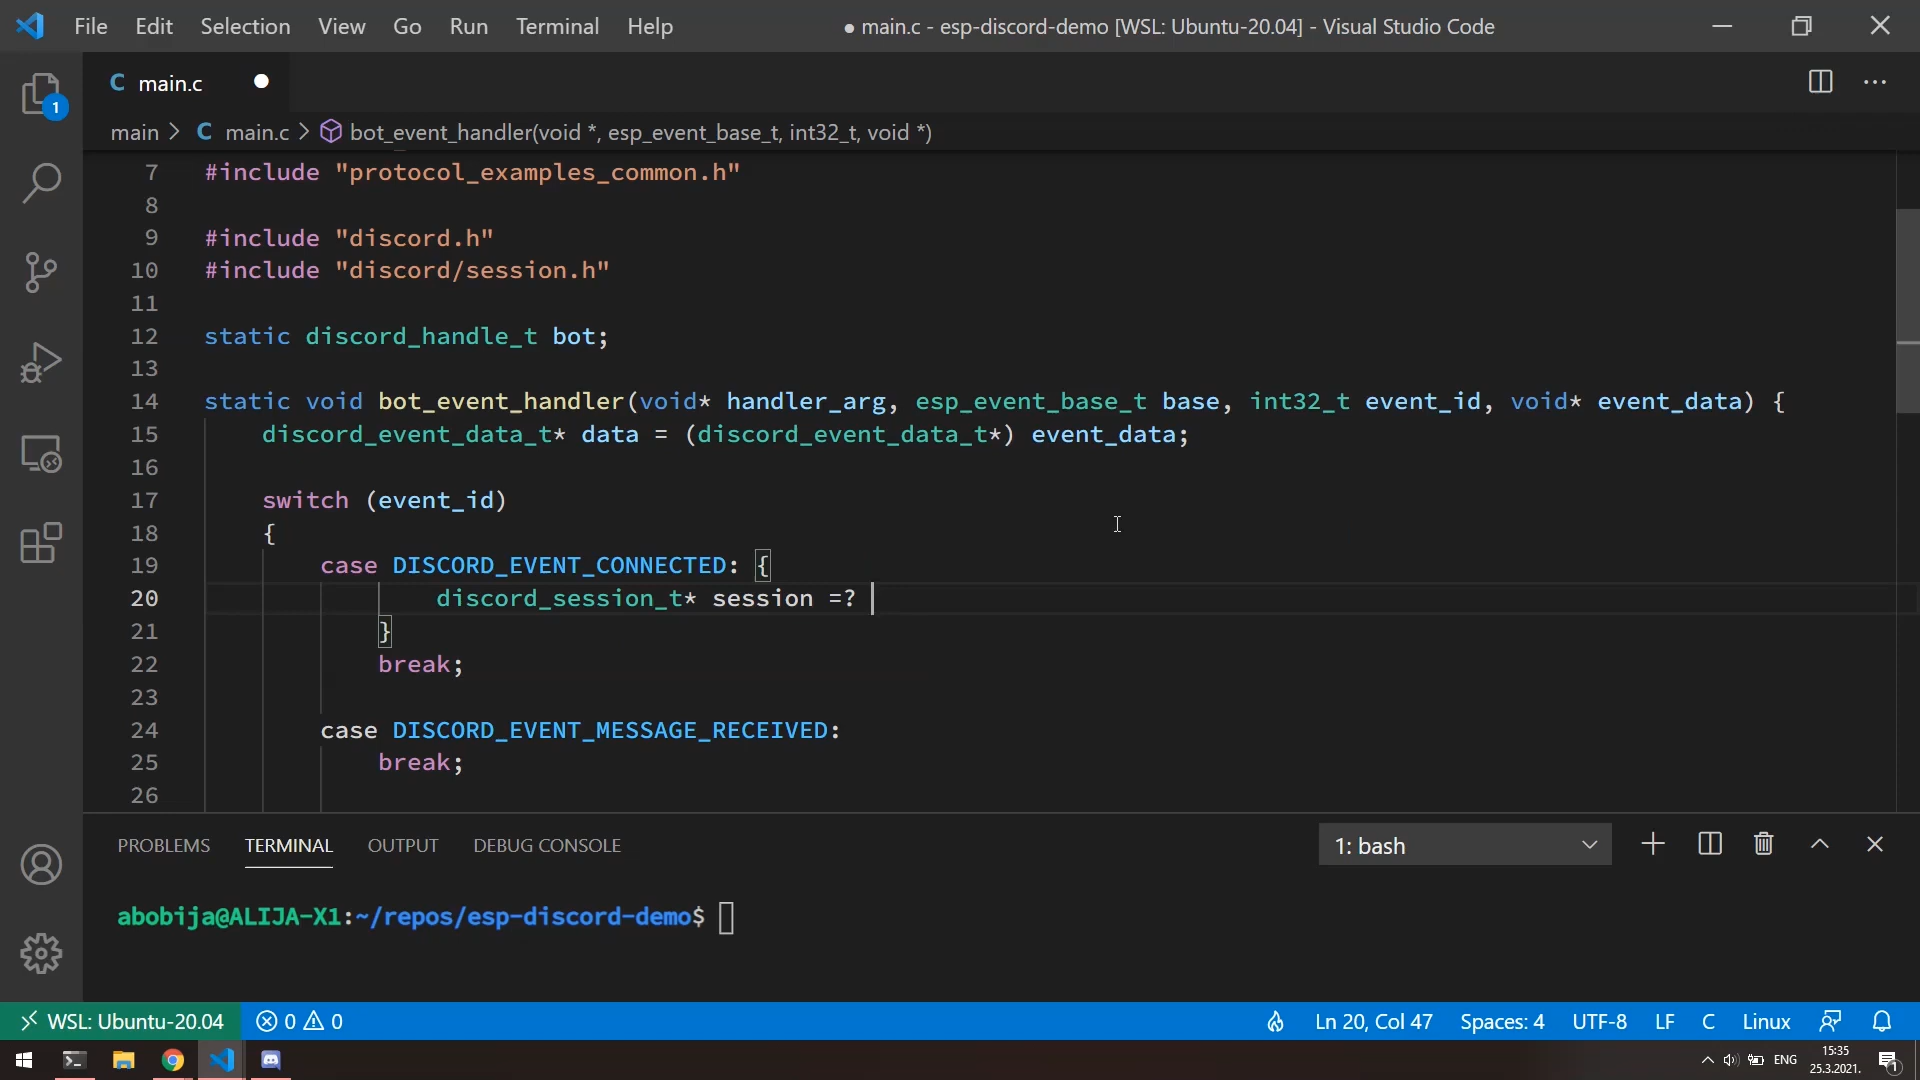 File Edit Selection View Go Run Terminal Help ● main.c - esp-discord-demo [WSL: Ubuntu-20.04] - Visual Studio Code
C main.c
1
main > C main.c > bot_event_handler(void *, esp_event_base_t, int32_t, void *)
7 #include "protocol_examples_common.h"
8
9 #include "discord.h"
10 #include "discord/session.h"
11
12 static discord_handle_t bot;
13
14 static void bot_event_handler(void* handler_arg, esp_event_base_t base, int32_t event_id, void* event_data) {
15 discord_event_data_t* data = (discord_event_data_t*) event_data;
16
17 switch (event_id)
18 {
19 case DISCORD_EVENT_CONNECTED: {
20 discord_session_t* session =?
21 }
22 break;
23
24 case DISCORD_EVENT_MESSAGE_RECEIVED:
25 break;
26
PROBLEMS TERMINAL OUTPUT DEBUG CONSOLE 1: bash
abobija@ALIJA-X1:~/repos/esp-discord-demo$
WSL: Ubuntu-20.04 0 0 Ln 20, Col 47 Spaces: 4 UTF-8 LF C Linux
ENG 15:35
25.3.2021. 1